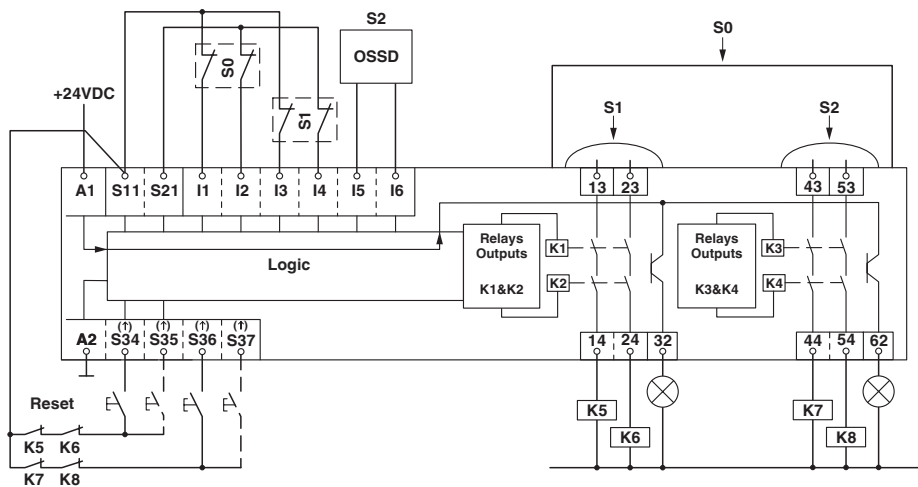 S2
OSSD
S0
+24VDC
S0
S1
S1
S2
A1 S11 S21 I1 I2 I3 I4 I5 I6
13 23
43 53
Logic
Relays
Outputs
K1&K2
K1
K2
Relays
Outputs
K3&K4
K3
K4
(↑) (↑) (↑) (↑)
A2 S34 S35 S36 S37
14 24 32
44 54 62
Reset
K5 K6
K7 K8
K5
K6
K7
K8